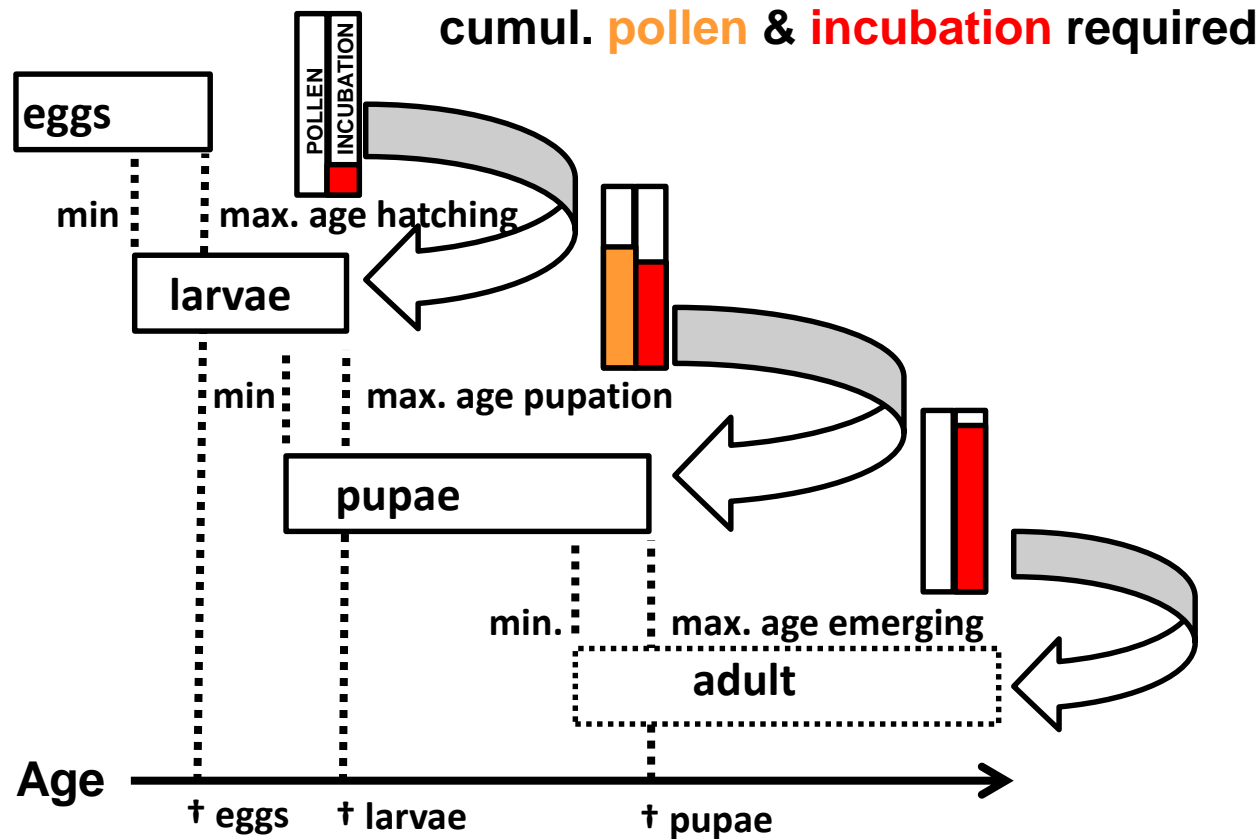 cumul. pollen & incubation required
POLLEN
INCUBATION
eggs
min
max. age hatching
larvae
min
max. age pupation
pupae
min.
max. age emerging
adult
Age
† eggs
† larvae
† pupae